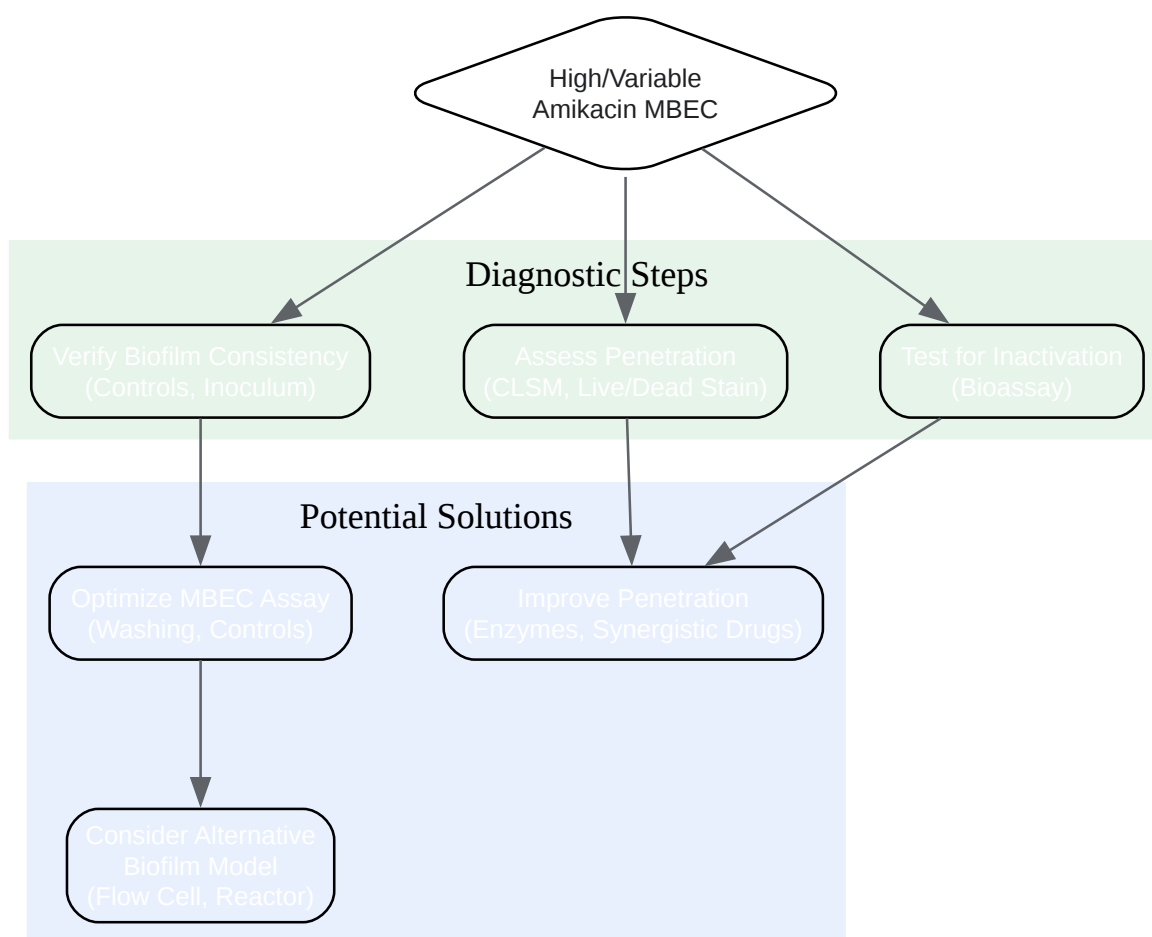 High/Variable
Amikacin MBEC
Diagnostic Steps
Verify Biofilm Consistency
(Controls, Inoculum)
Assess Penetration
(CLSM, Live/Dead Stain)
Test for Inactivation
(Bioassay)
Potential Solutions
Optimize MBEC Assay
(Washing, Controls)
Improve Penetration
(Enzymes, Synergistic Drugs)
Consider Alternative
Biofilm Model
(Flow Cell, Reactor)